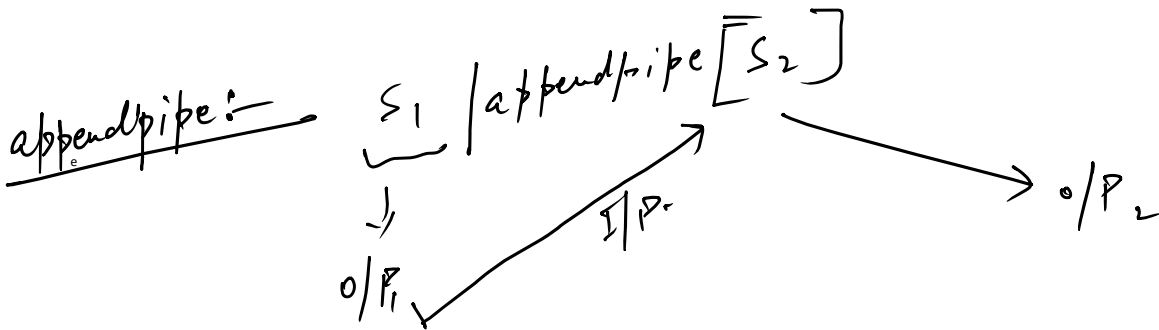 appendpipe:- S1 | appendpipe [S2]
e
I/P.
O/P2
O/P1